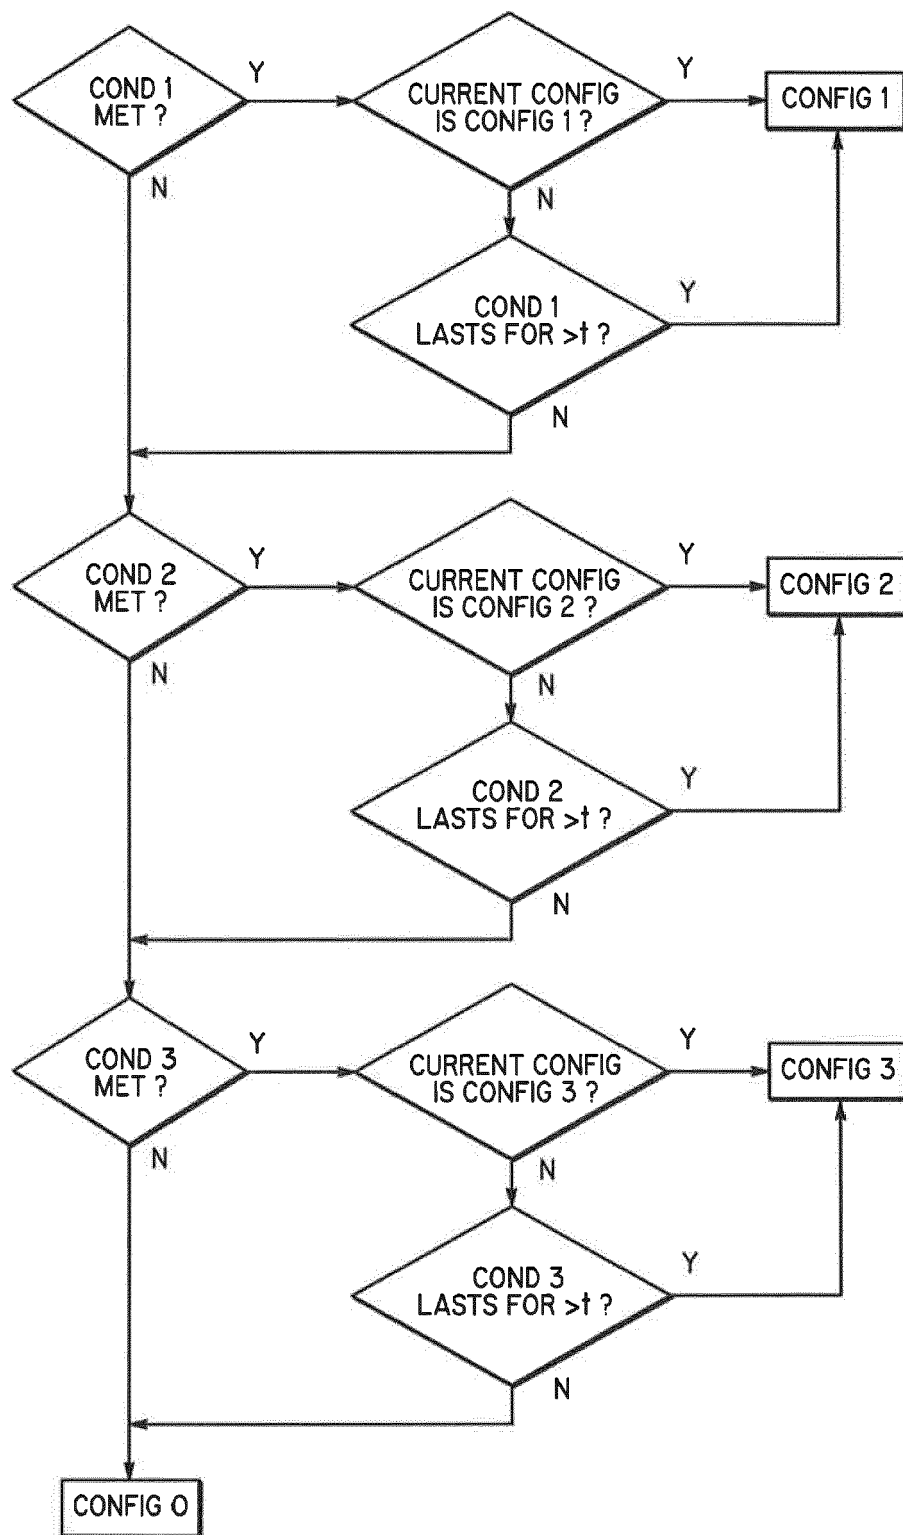 COND 1
MET ?
Y
CURRENT CONFIG
IS CONFIG 1 ?
Y
CONFIG 1
N
N
COND 1
LASTS FOR >t ?
Y
N
COND 2
MET ?
Y
CURRENT CONFIG
IS CONFIG 2 ?
Y
CONFIG 2
N
N
COND 2
LASTS FOR >t ?
Y
N
COND 3
MET ?
Y
CURRENT CONFIG
IS CONFIG 3 ?
Y
CONFIG 3
N
N
COND 3
LASTS FOR >t ?
Y
N
CONFIG 0